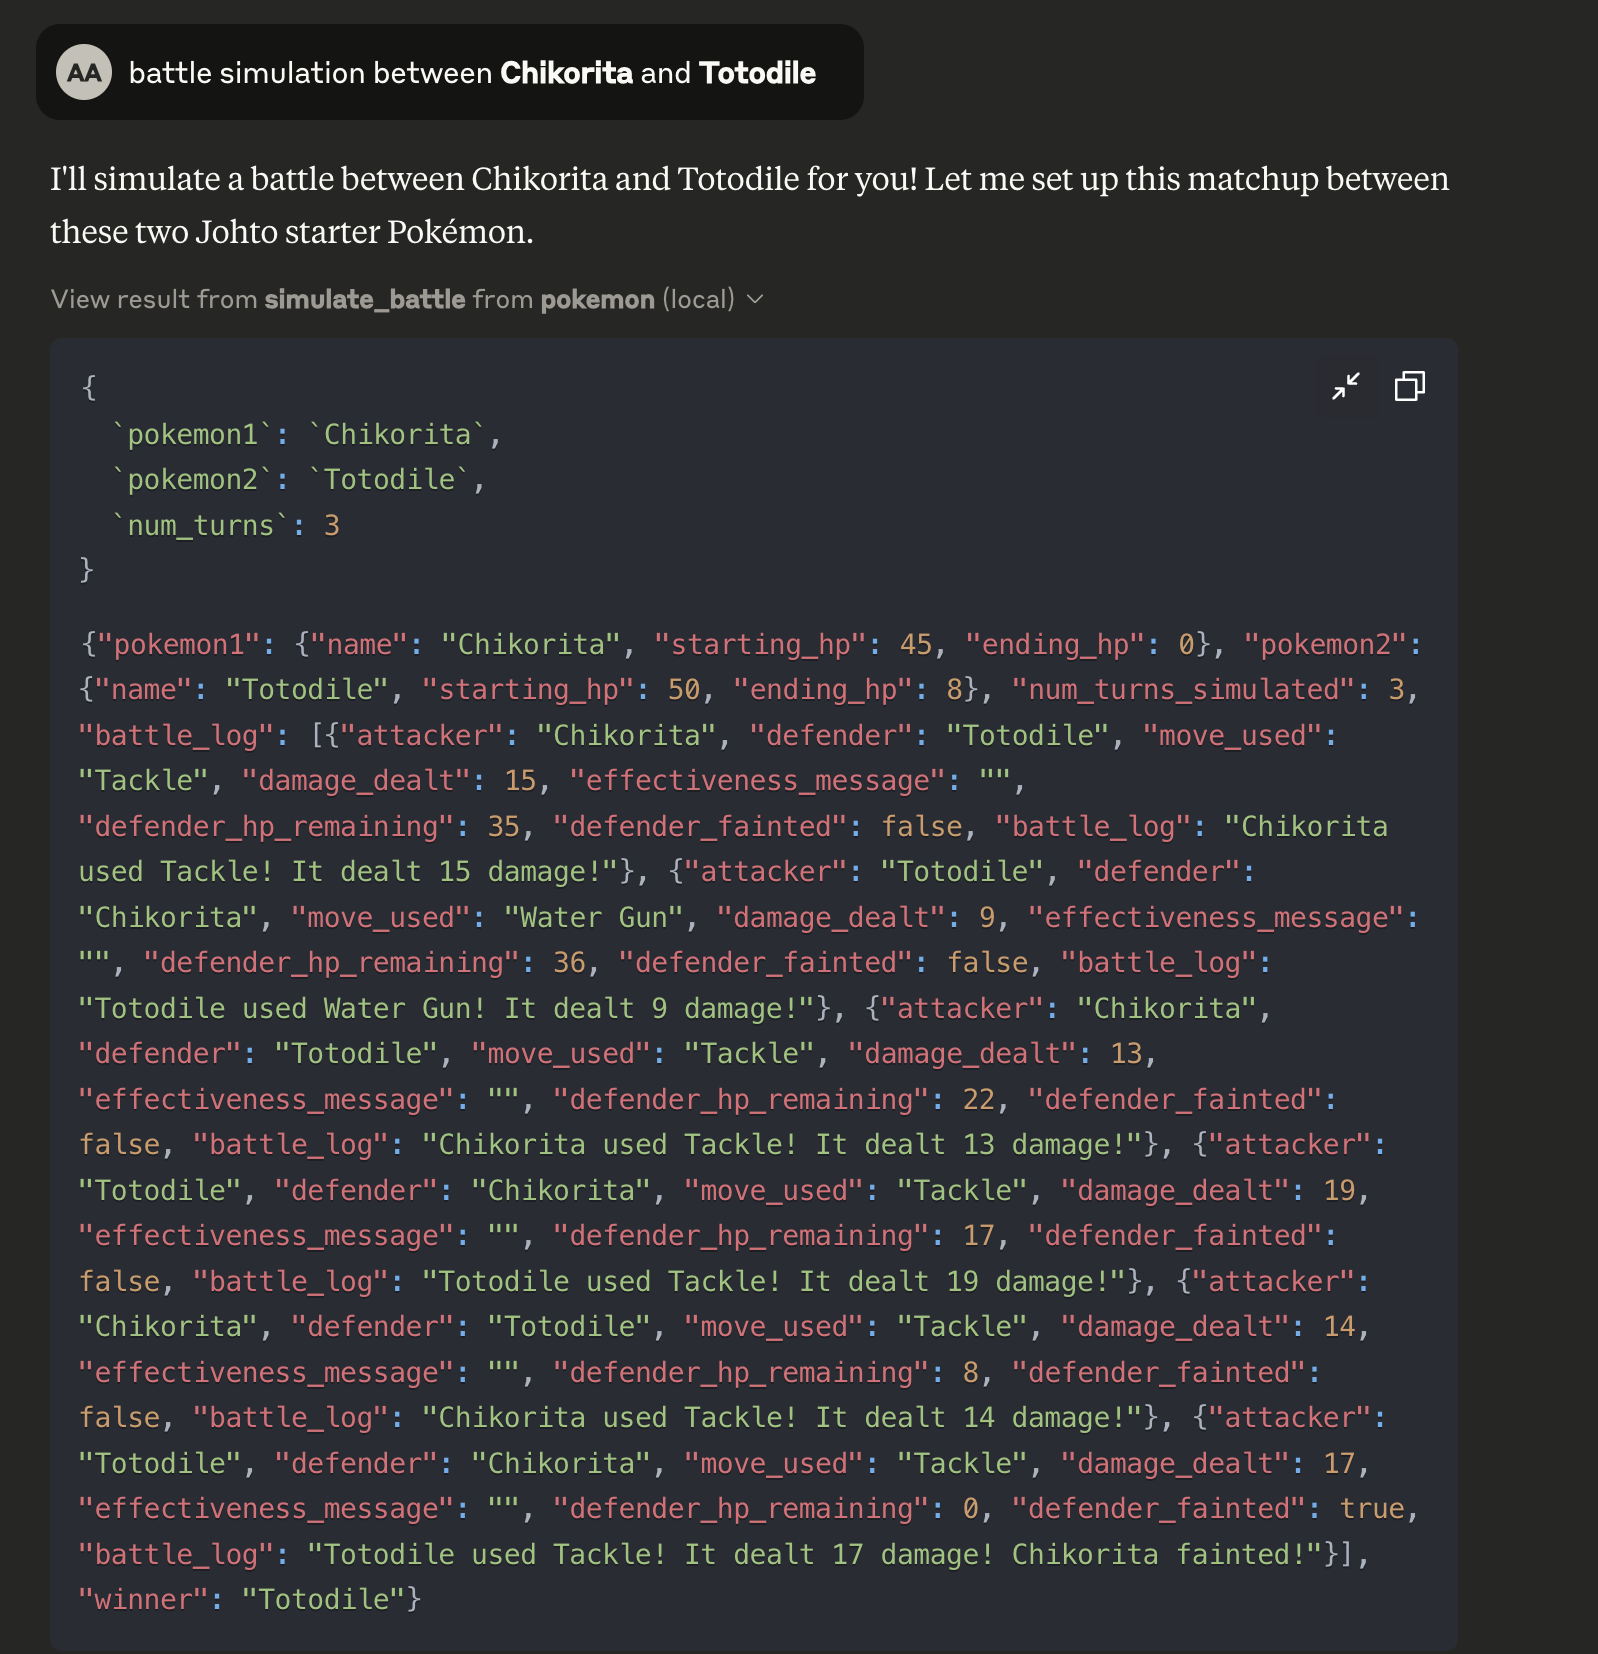 AA battle simulation between Chikorita and Totodile
I'll simulate a battle between Chikorita and Totodile for you! Let me set up this matchup between
these two Johto starter Pokémon.
View result from simulate_battle from pokemon (local)
{
  `pokemon1`: `Chikorita`,
  `pokemon2`: `Totodile`,
  `num_turns`: 3
}
{"pokemon1": {"name": "Chikorita", "starting_hp": 45, "ending_hp": 0}, "pokemon2":
{"name": "Totodile", "starting_hp": 50, "ending_hp": 8}, "num_turns_simulated": 3,
"battle_log": [{"attacker": "Chikorita", "defender": "Totodile", "move_used":
"Tackle", "damage_dealt": 15, "effectiveness_message": "",
"defender_hp_remaining": 35, "defender_fainted": false, "battle_log": "Chikorita
used Tackle! It dealt 15 damage!"}, {"attacker": "Totodile", "defender":
"Chikorita", "move_used": "Water Gun", "damage_dealt": 9, "effectiveness_message":
"", "defender_hp_remaining": 36, "defender_fainted": false, "battle_log":
"Totodile used Water Gun! It dealt 9 damage!"}, {"attacker": "Chikorita",
"defender": "Totodile", "move_used": "Tackle", "damage_dealt": 13,
"effectiveness_message": "", "defender_hp_remaining": 22, "defender_fainted":
false, "battle_log": "Chikorita used Tackle! It dealt 13 damage!"}, {"attacker":
"Totodile", "defender": "Chikorita", "move_used": "Tackle", "damage_dealt": 19,
"effectiveness_message": "", "defender_hp_remaining": 17, "defender_fainted":
false, "battle_log": "Totodile used Tackle! It dealt 19 damage!"}, {"attacker":
"Chikorita", "defender": "Totodile", "move_used": "Tackle", "damage_dealt": 14,
"effectiveness_message": "", "defender_hp_remaining": 8, "defender_fainted":
false, "battle_log": "Chikorita used Tackle! It dealt 14 damage!"}, {"attacker":
"Totodile", "defender": "Chikorita", "move_used": "Tackle", "damage_dealt": 17,
"effectiveness_message": "", "defender_hp_remaining": 0, "defender_fainted": true,
"battle_log": "Totodile used Tackle! It dealt 17 damage! Chikorita fainted!"}],
"winner": "Totodile"}